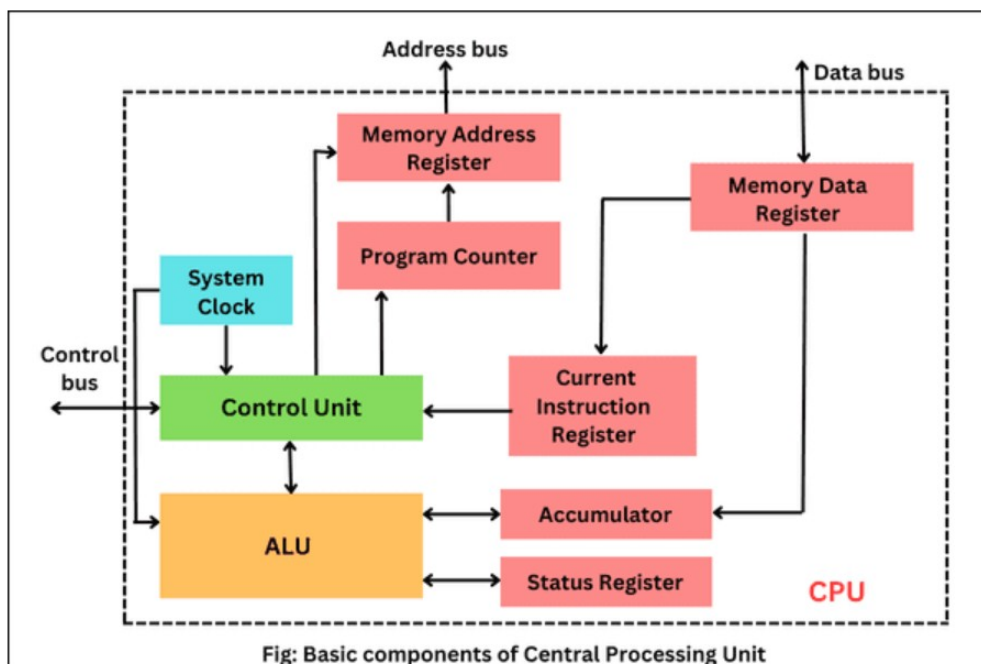 Address bus
Data bus
Memory Address
Register
Memory Data
Register
Program Counter
System
Clock
Control
bus
Control Unit
Current
Instruction
Register
ALU
Accumulator
Status Register
CPU
Fig: Basic components of Central Processing Unit